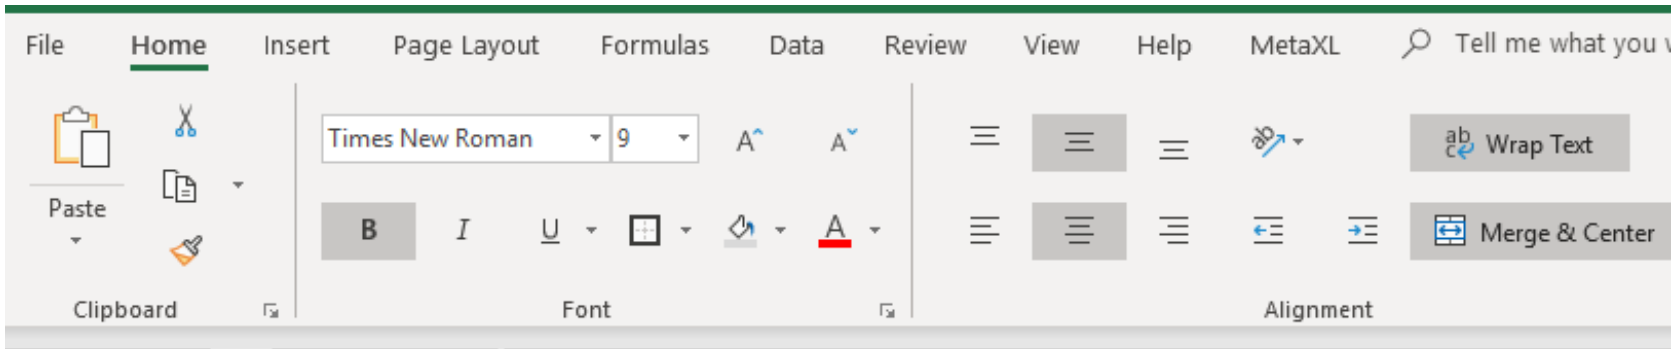 File Home Insert Page Layout Formulas Data Review View Help MetaXL Tell me what you
Times New Roman 9 A A ab Wrap Text
Paste B I U A Merge & Center
Clipboard Font Alignment